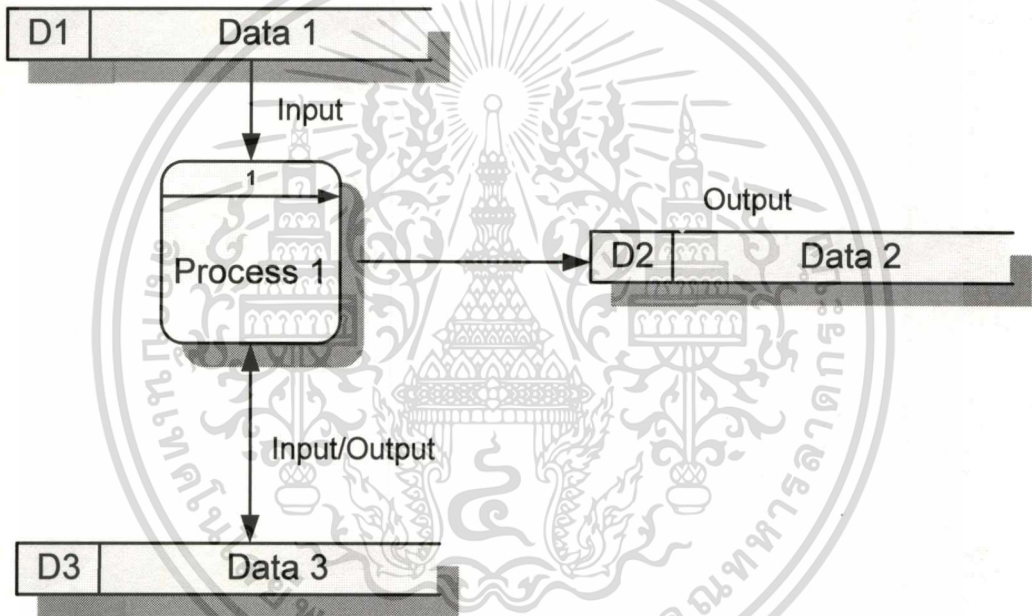 D1 Data 1
Input
1
Process 1
Output
D2 Data 2
Input/Output
D3 Data 3